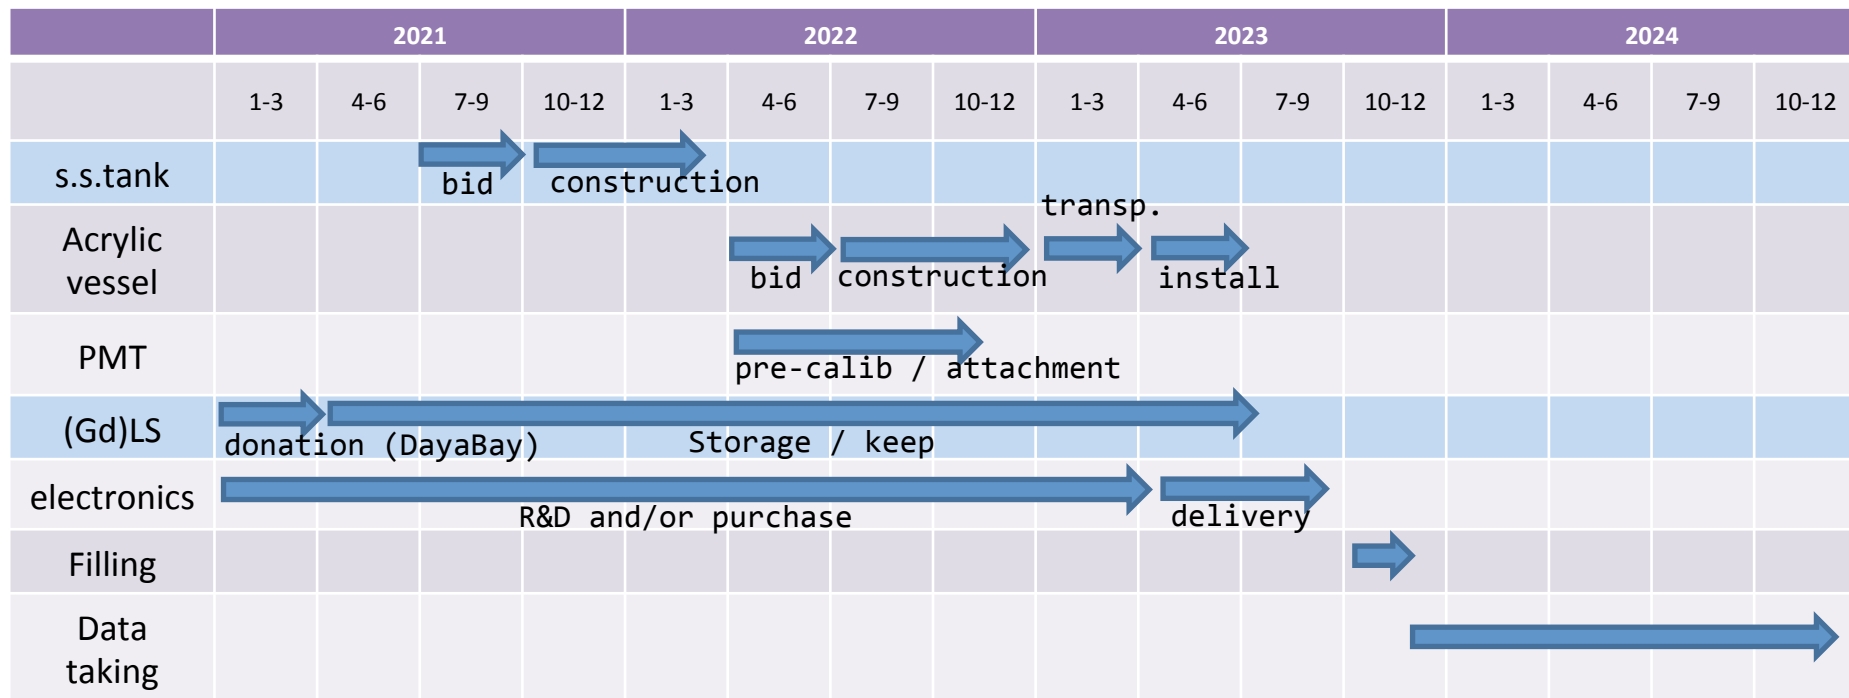 2021 2022 2023 2024
1-3 4-6 7-9 10-12 1-3 4-6 7-9 10-12 1-3 4-6 7-9 10-12 1-3 4-6 7-9 10-12
s.s.tank
bid construction
Acrylic
vessel
transp.
bid construction install
PMT
pre-calib / attachment
(Gd)LS
donation (DayaBay) Storage / keep
electronics
R&D and/or purchase delivery
Filling
Data
taking